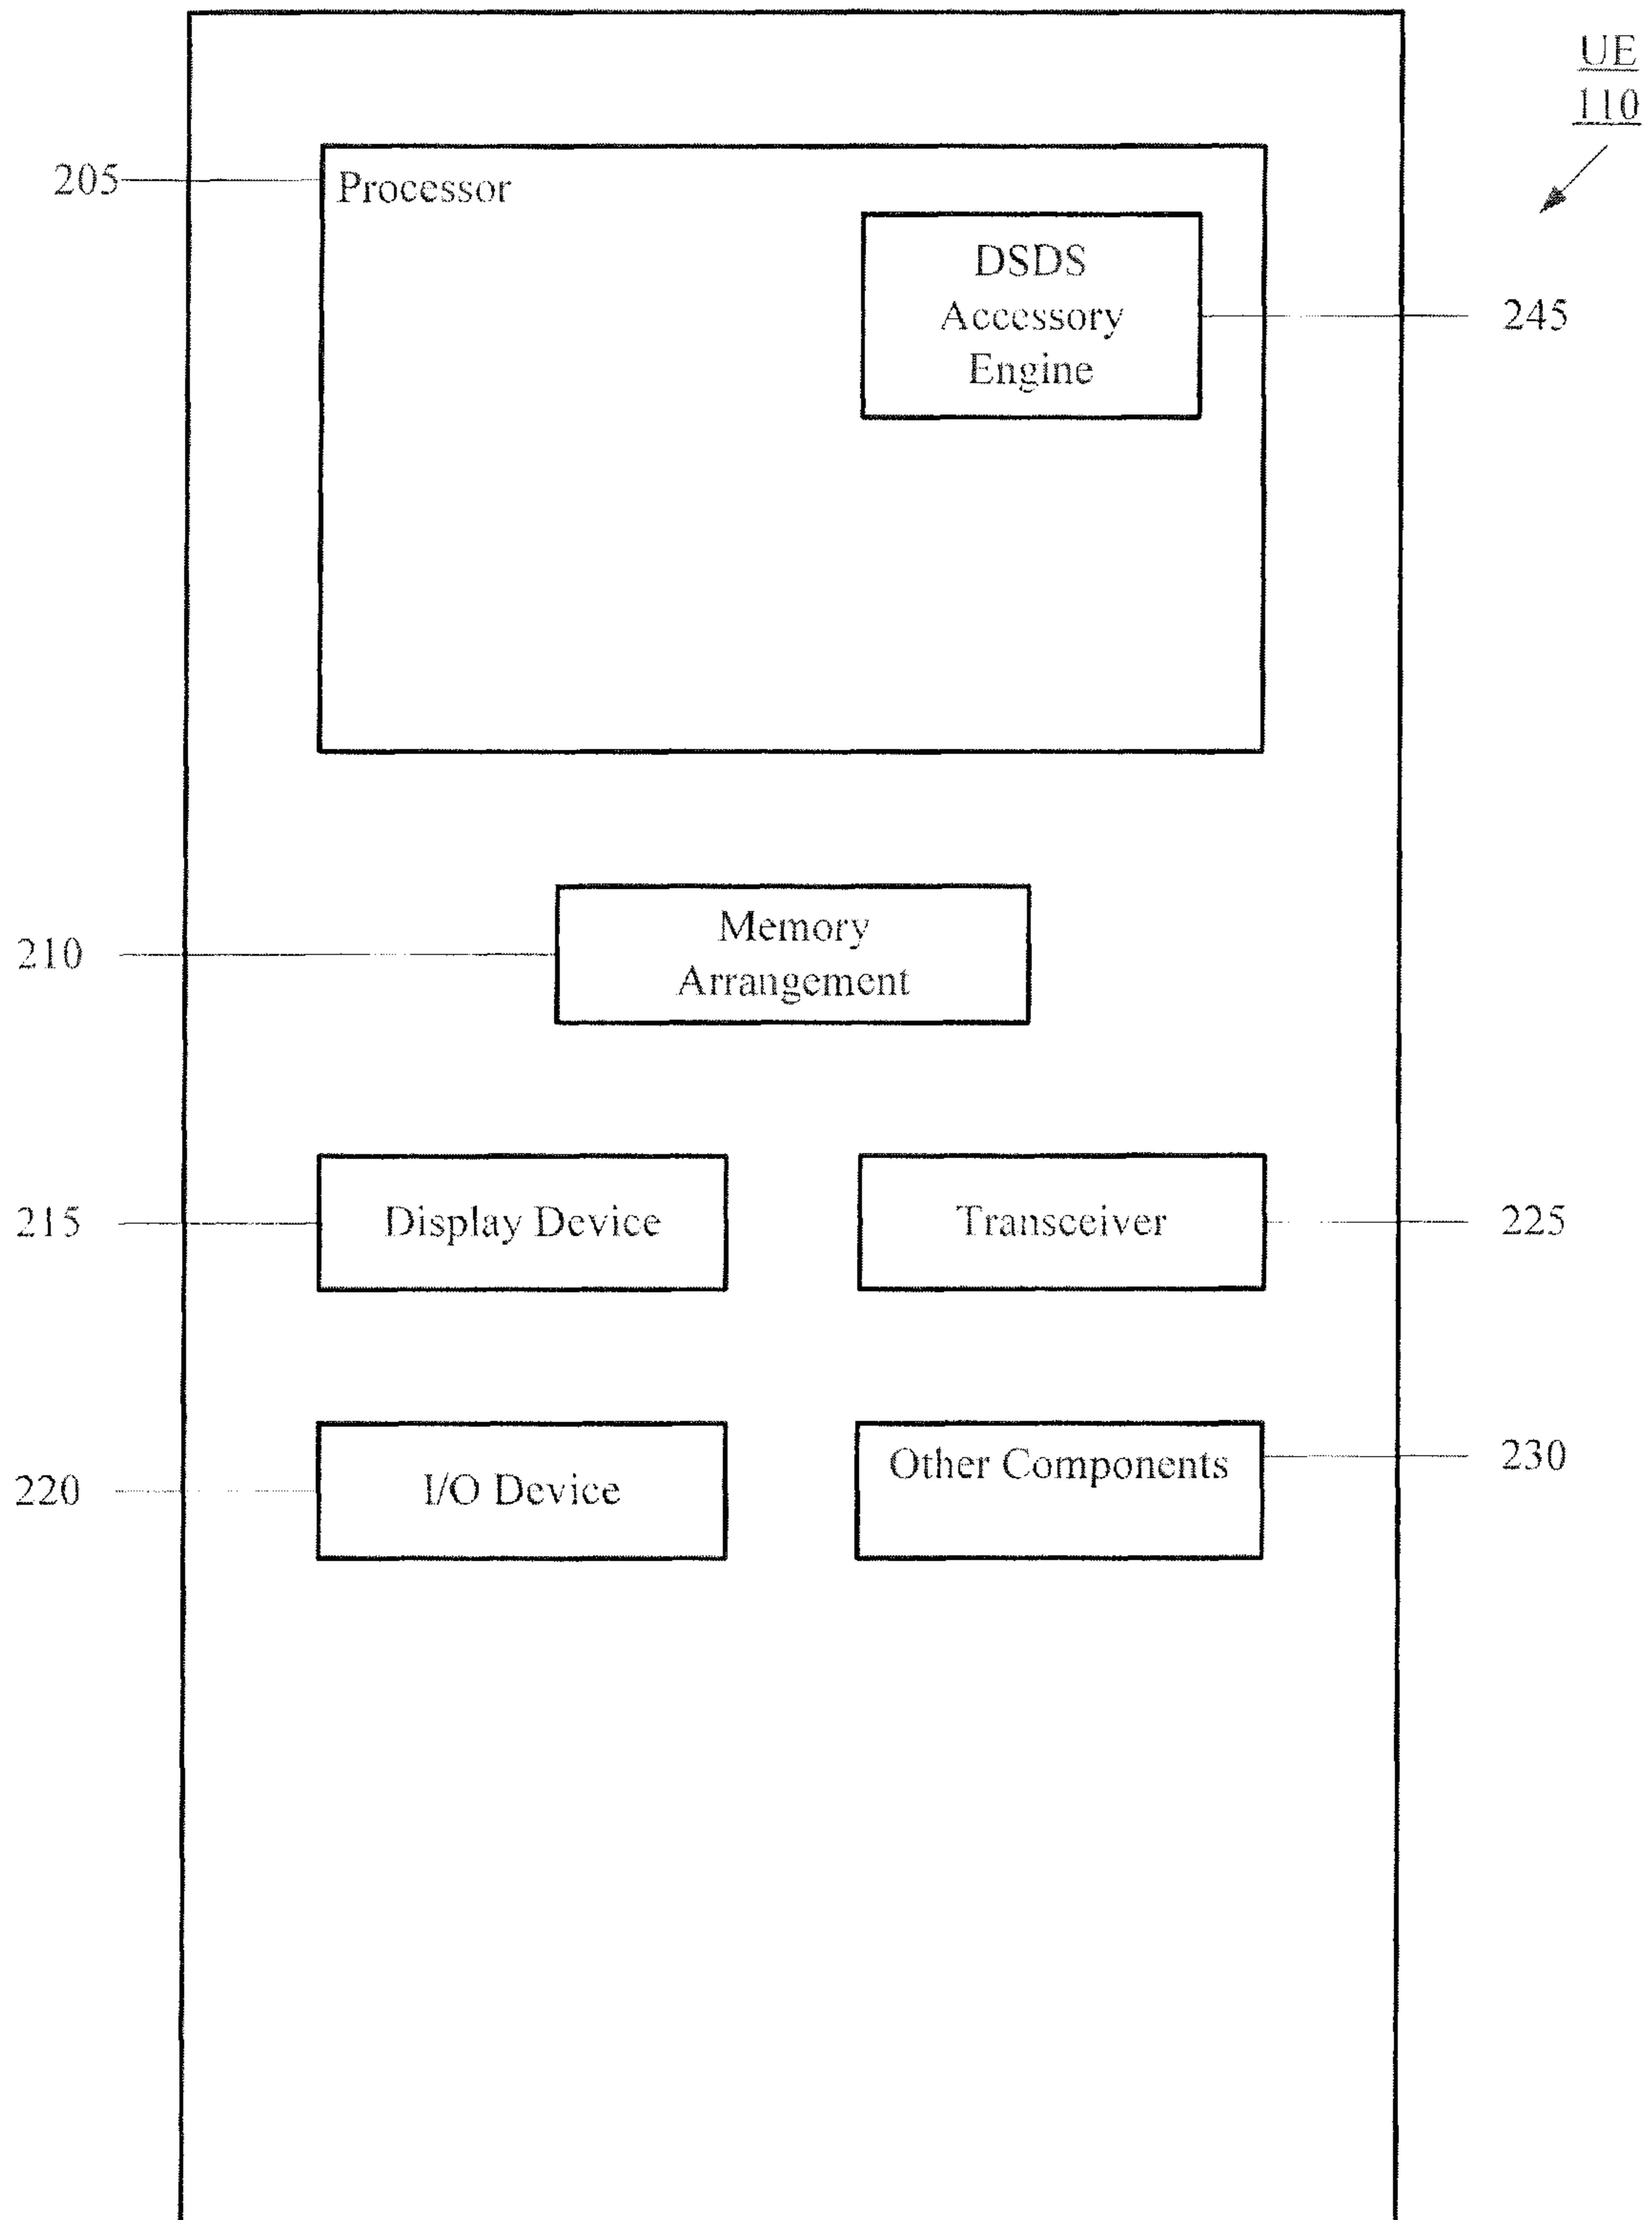 UE
110
205
Processor
DSDS
Accessory
Engine
245
210
Memory
Arrangement
215
Display Device
Transceiver
225
220
I/O Device
Other Components
230